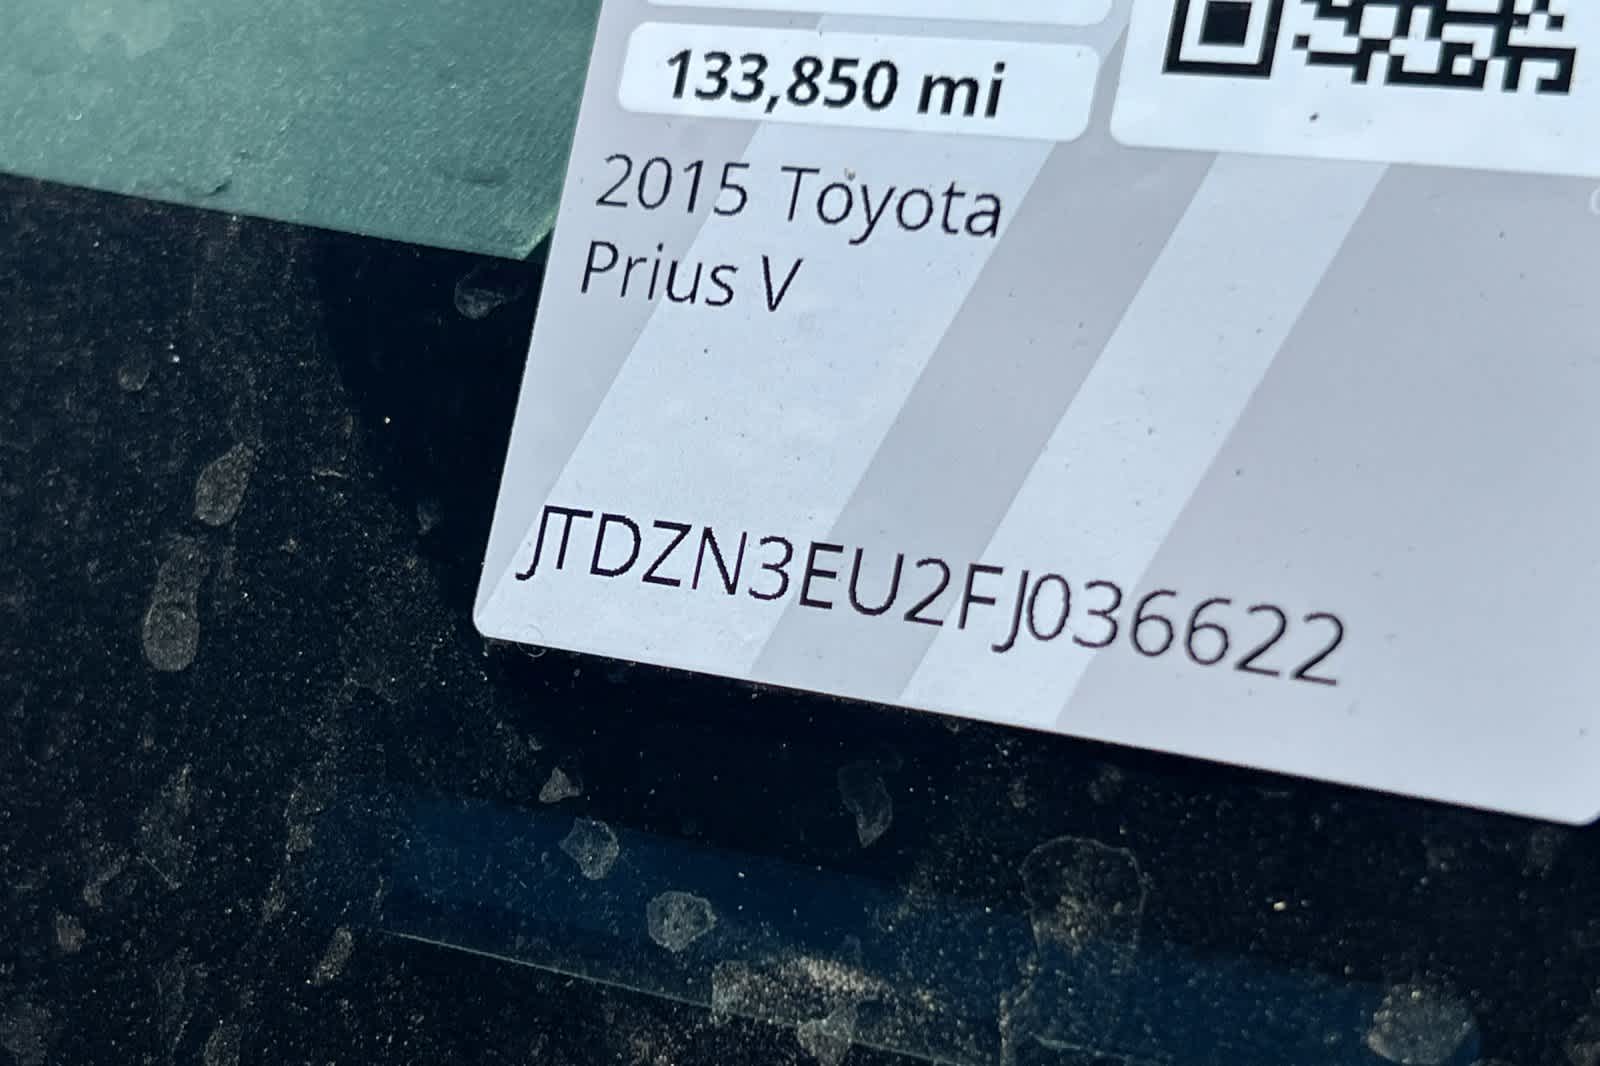 133,850 mi
2015 Toyota
Prius V
JTDZN3EU2FJ036622